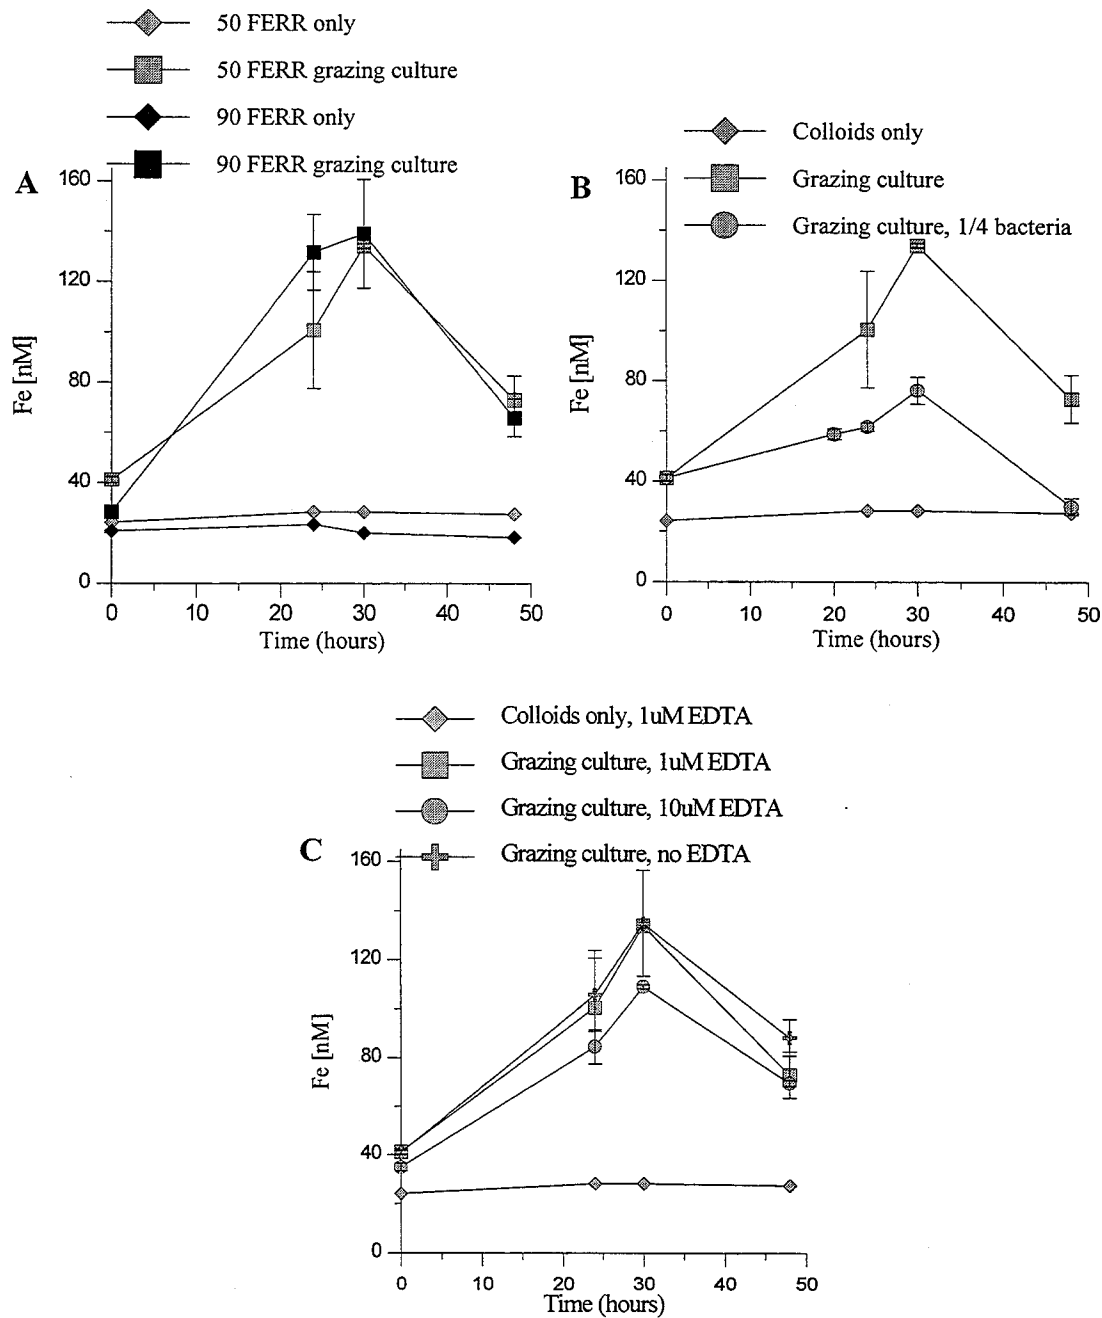 50 FERR only
50 FERR grazing culture
90 FERR only
90 FERR grazing culture
A
160
120
80
40
0
Fe [nM]
0 10 20 30 40 50
Time (hours)
Colloids only
Grazing culture
Grazing culture, 1/4 bacteria
B
160
120
80
40
0
Fe [nM]
0 10 20 30 40 50
Time (hours)
Colloids only, 1uM EDTA
Grazing culture, 1uM EDTA
Grazing culture, 10uM EDTA
Grazing culture, no EDTA
C
160
120
80
40
0
Fe [nM]
0 10 20 30 40 50
Time (hours)